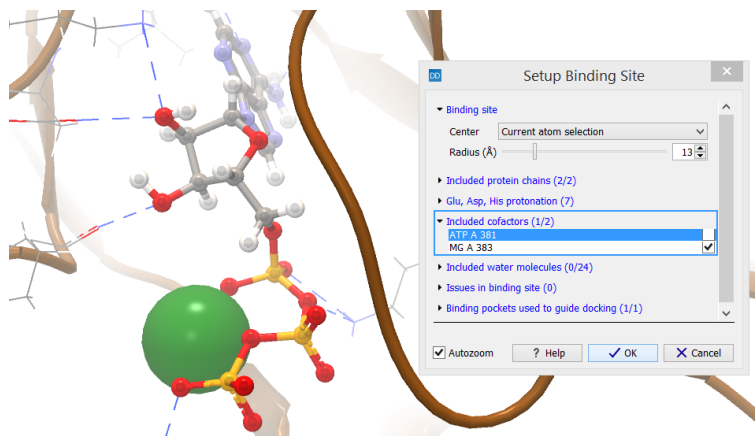 DD Setup Binding Site
Binding site
Center Current atom selection
Radius (Å) 13
Included protein chains (2/2)
Glu, Asp, His protonation (7)
Included cofactors (1/2)
ATP A 381
MG A 383
Included water molecules (0/24)
Issues in binding site (0)
Binding pockets used to guide docking (1/1)
Autozoom ? Help OK Cancel